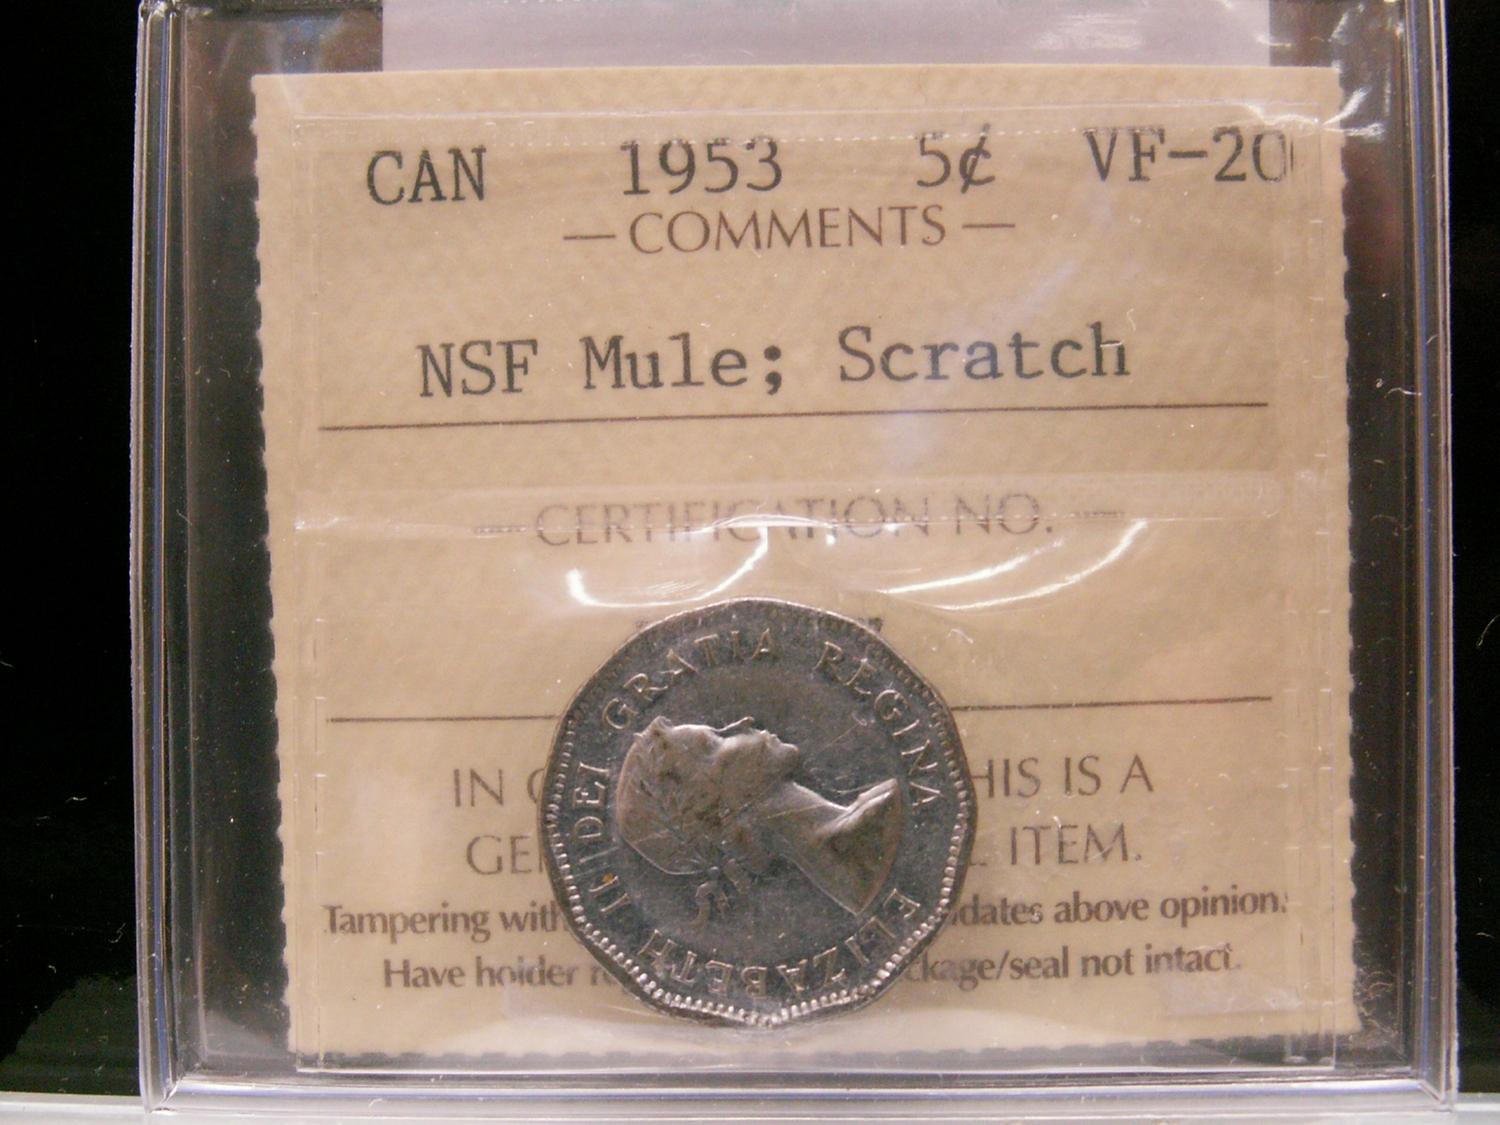 CAN 1953 5¢ VF-20
— COMMENTS —
NSF Mule; Scratch
— CERTIFICATION NO. —
IN HIS IS A
GE ITEM.
Tampering with idates above opinion.
Have holder r ckage/seal not intact.
ELIZABETH II DEI GRATIA REGINA